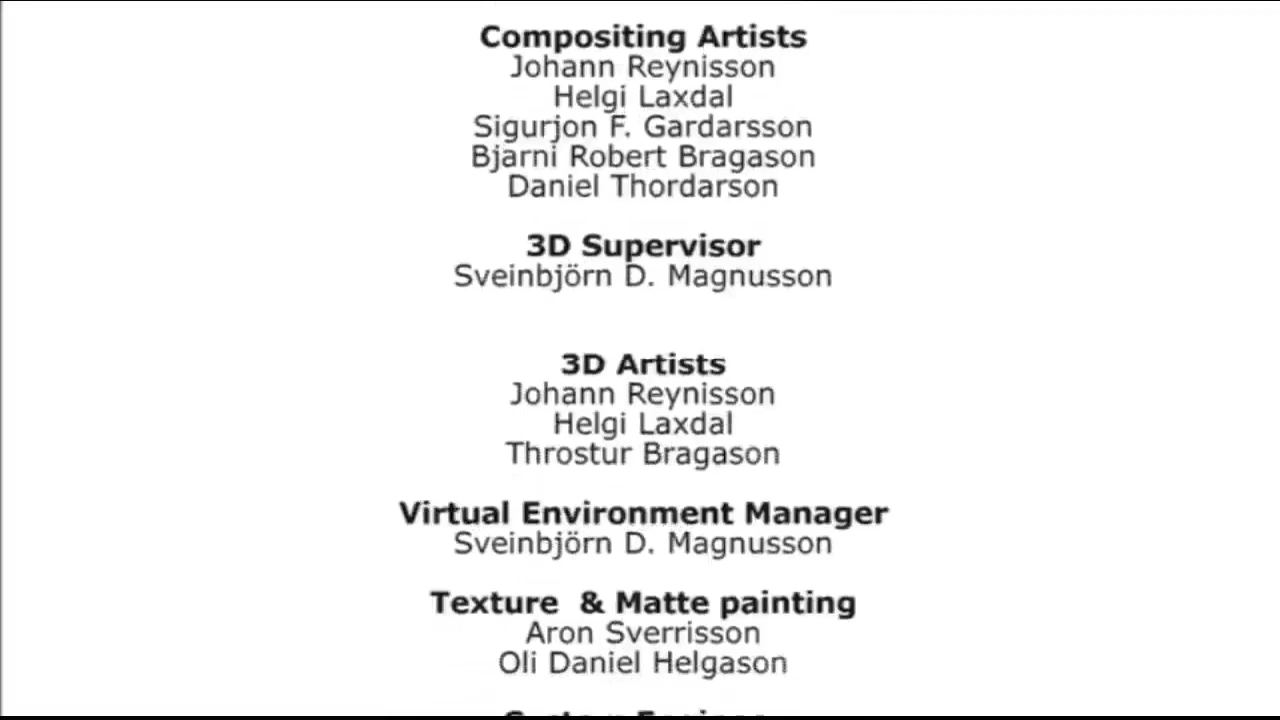 Compositing Artists
Johann Reynisson
Helgi Laxdal
Sigurjon F. Gardarsson
Bjarni Robert Bragason
Daniel Thordarson
3D Supervisor
Sveinbjörn D. Magnusson
3D Artists
Johann Reynisson
Helgi Laxdal
Throstur Bragason
Virtual Environment Manager
Sveinbjörn D. Magnusson
Texture & Matte painting
Aron Sverrisson
Oli Daniel Helgason